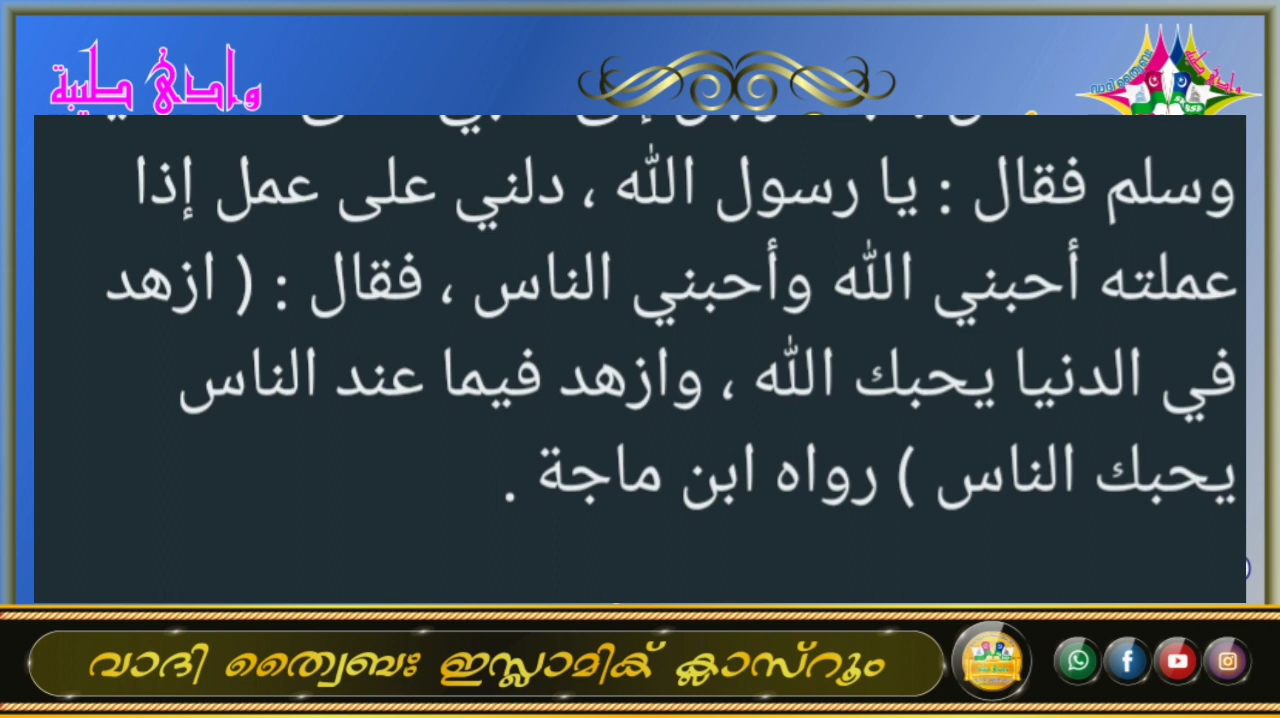 وادي طيبة
وسلم فقال : يا رسول الله ، دلني على عمل إذا
عملته أحبني الله وأحبني الناس ، فقال : ( ازهد
في الدنيا يحبك الله ، وازهد فيما عند الناس
يحبك الناس ) رواه ابن ماجة .
വാദി ത്വൈബഃ ഇസ്ലാമിക് ക്ലാസ്റൂം